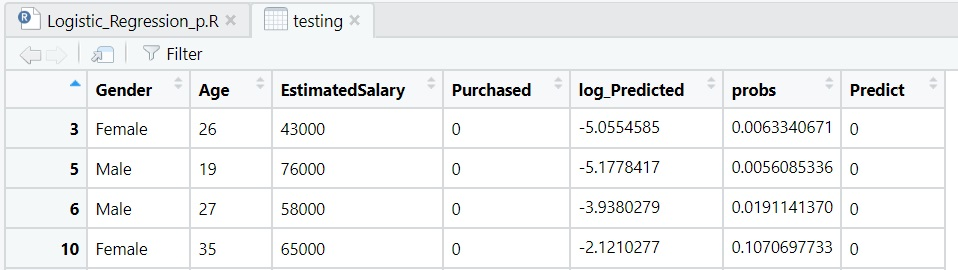 Logistic_Regression_p.R testing
Filter
Gender Age EstimatedSalary Purchased log_Predicted probs Predict
3 Female 26 43000 0 -5.0554585 0.0063340671 0
5 Male 19 76000 0 -5.1778417 0.0056085336 0
6 Male 27 58000 0 -3.9380279 0.0191141370 0
10 Female 35 65000 0 -2.1210277 0.1070697733 0